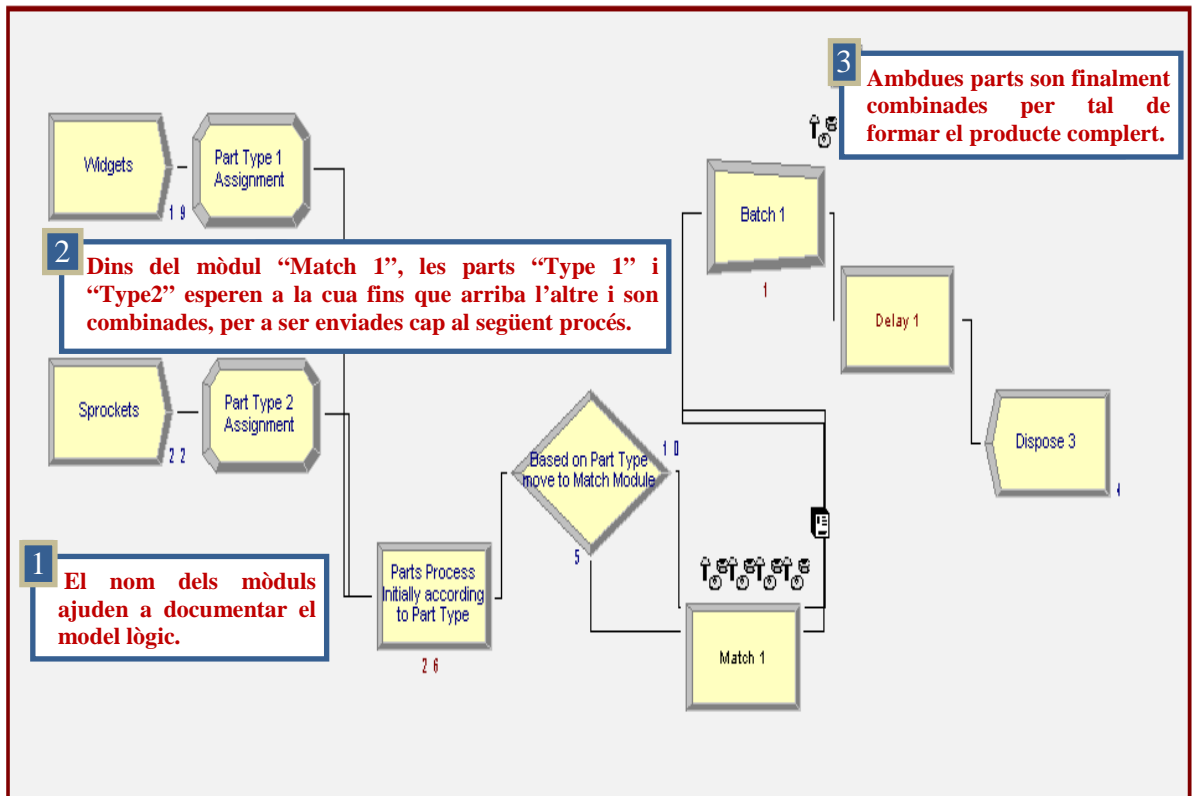 3
Ambdues parts son finalment
combinades per tal de
formar el producte complert.
Widgets
1 9
Part Type 1
Assignment
Batch 1
1
2
Dins del mòdul “Match 1”, les parts “Type 1” i
“Type2” esperen a la cua fins que arriba l’altre i son
combinades, per a ser enviades cap al següent procés.
Delay 1
Sprockets
2 2
Part Type 2
Assignment
Dispose 3
Based on Part Type
move to Match Module
1 0
5
1
El nom dels mòduls
ajuden a documentar el
model lògic.
Parts Process
Initially according
to Part Type
2 6
Match 1